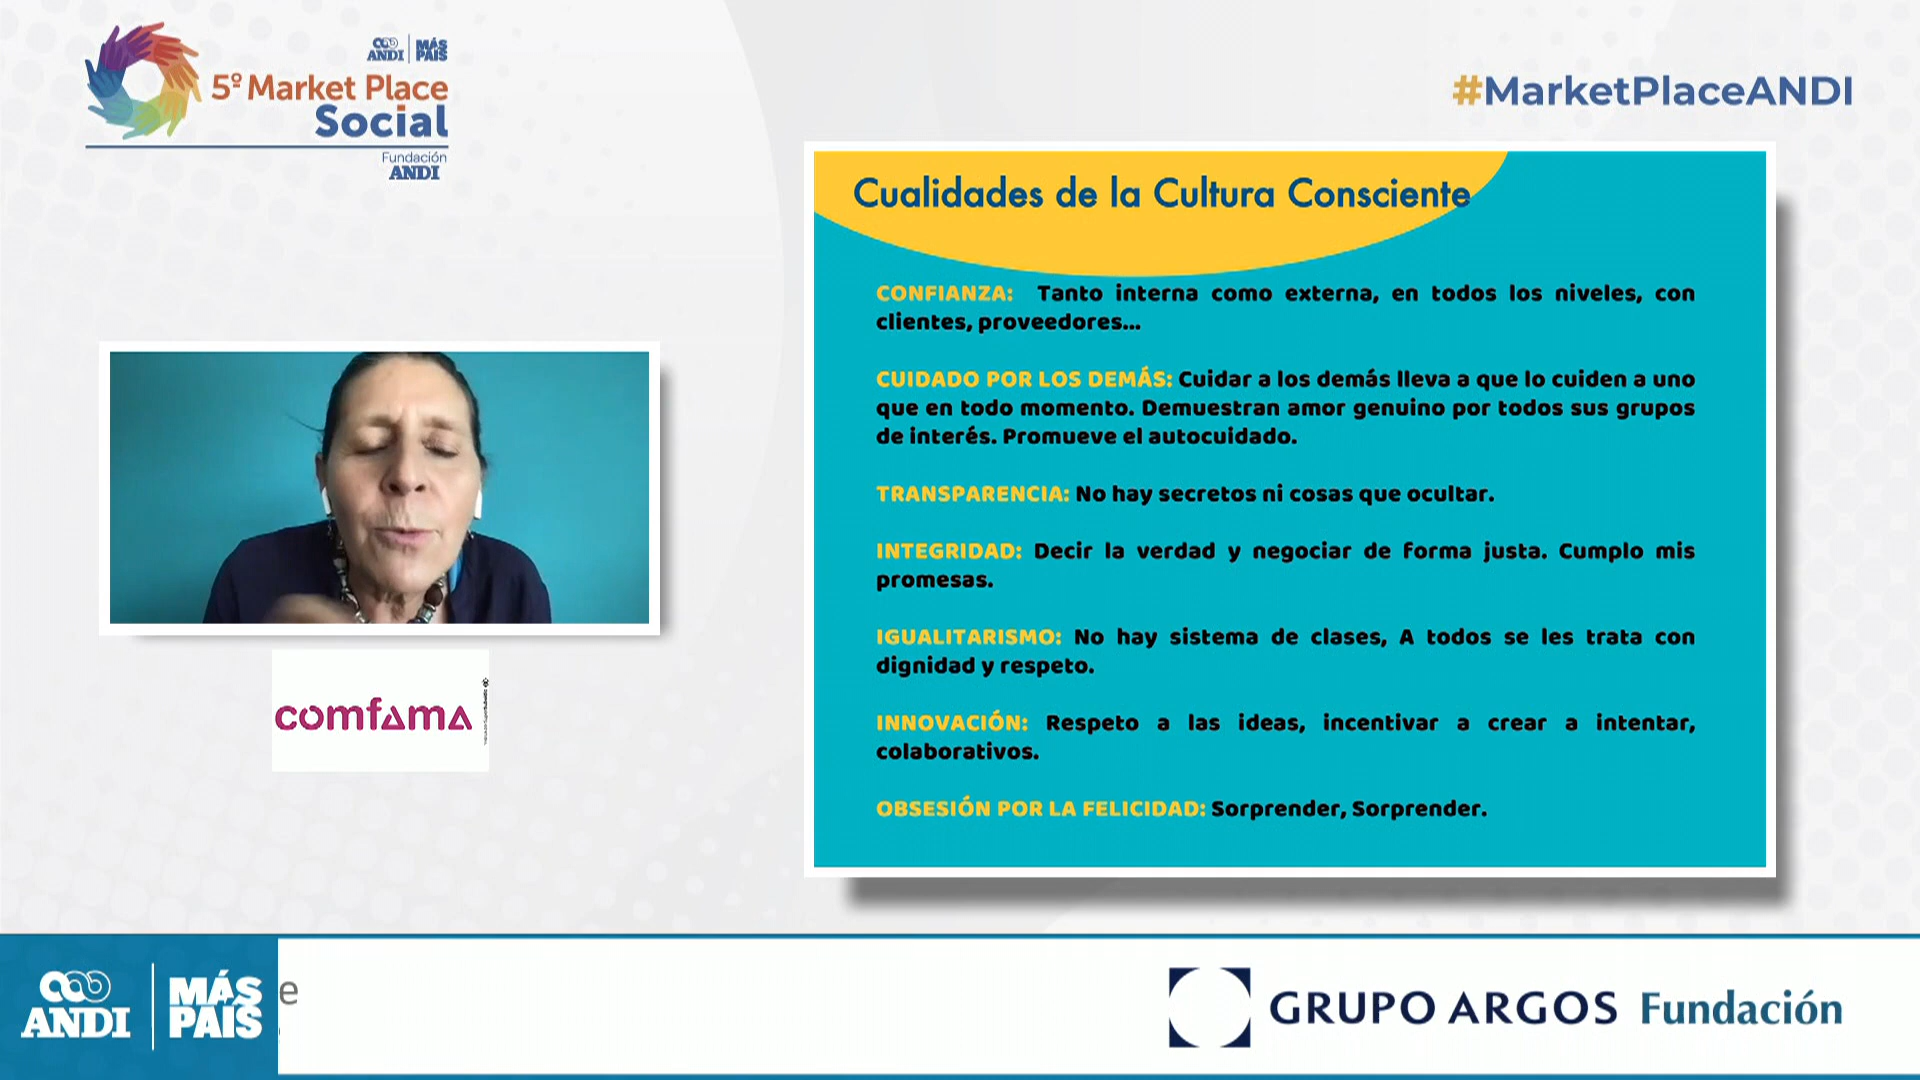 ANDI MÁS PAÍS
5º Market Place
Social
Fundación
ANDI
#MarketPlaceANDI
Cualidades de la Cultura Consciente
CONFIANZA: Tanto interna como externa, en todos los niveles, con
clientes, proveedores...
CUIDADO POR LOS DEMÁS: Cuidar a los demás lleva a que lo cuiden a uno
que en todo momento. Demuestran amor genuino por todos sus grupos
de interés. Promueve el autocuidado.
TRANSPARENCIA: No hay secretos ni cosas que ocultar.
INTEGRIDAD: Decir la verdad y negociar de forma justa. Cumplo mis
promesas.
IGUALITARISMO: No hay sistema de clases, A todos se les trata con
dignidad y respeto.
INNOVACIÓN: Respeto a las ideas, incentivar a crear a intentar,
colaborativos.
OBSESIÓN POR LA FELICIDAD: Sorprender, Sorprender.
comfama
ANDI MÁS PAÍS
e
GRUPO ARGOS Fundación